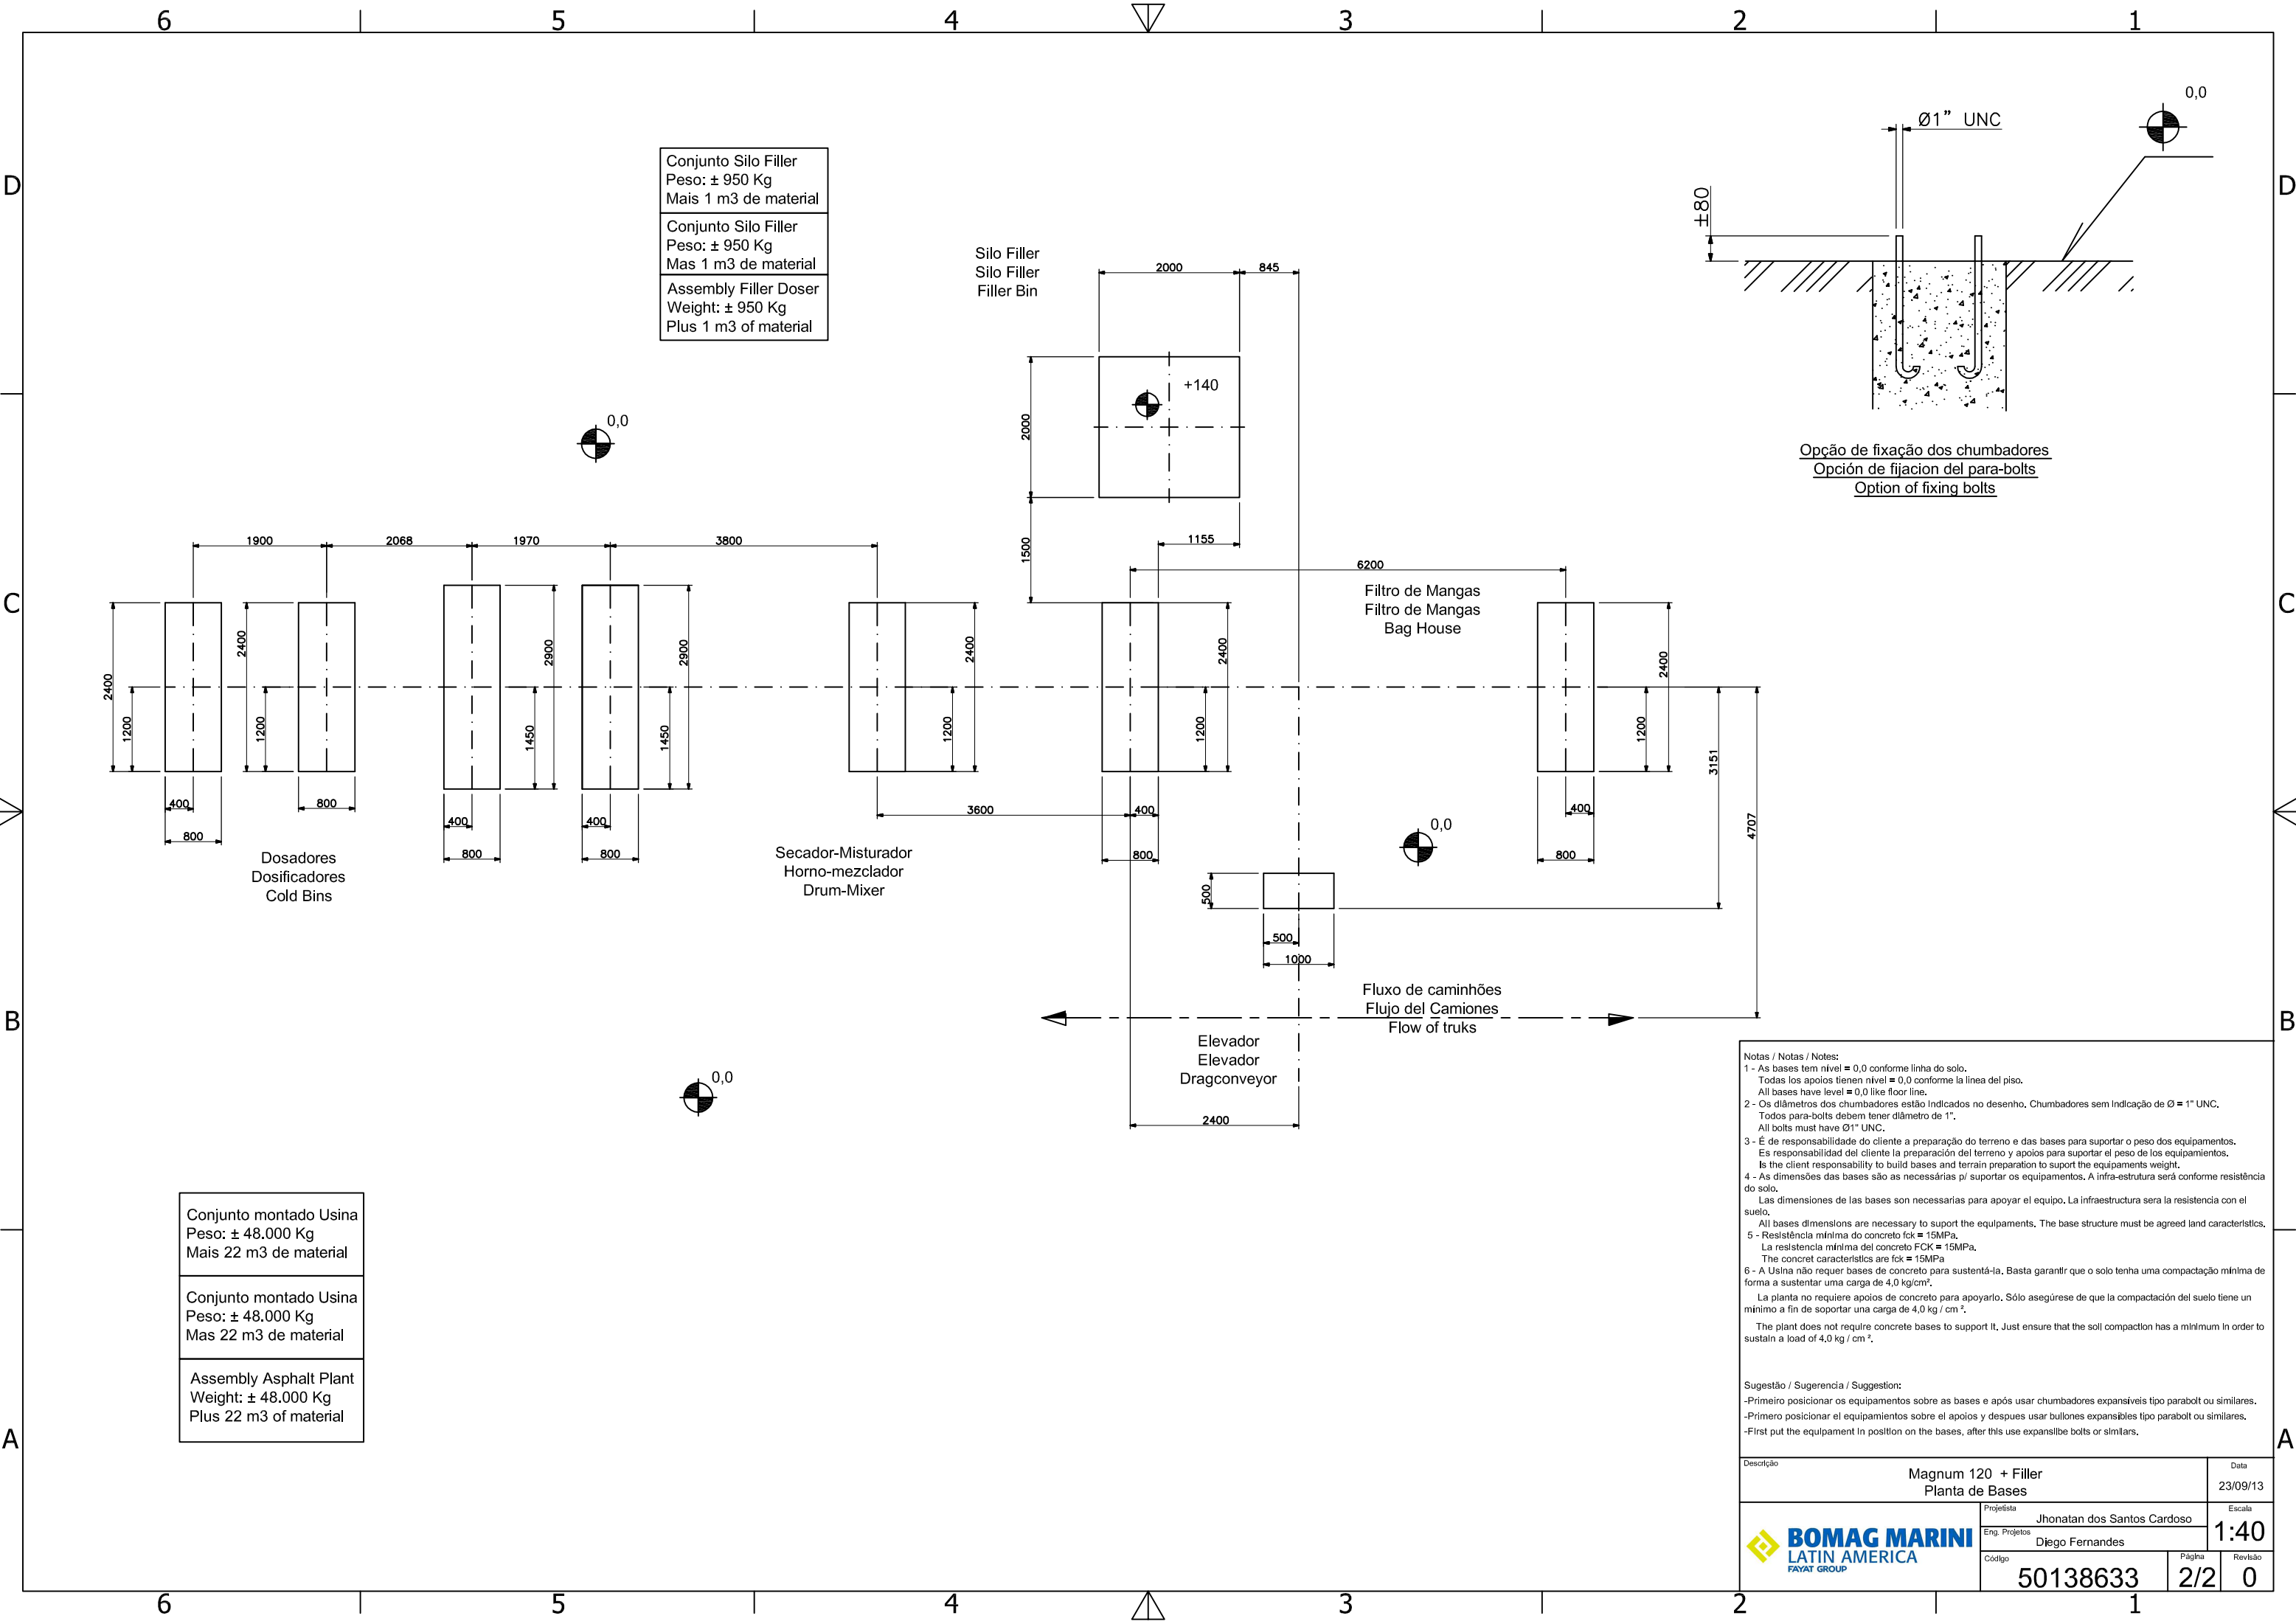 6
5
4
3
2
1
D
D
C
C
B
B
A
A
Conjunto Silo Filler
Peso: ± 950 Kg
Mais 1 m3 de material
Conjunto Silo Filler
Peso: ± 950 Kg
Mas 1 m3 de material
Assembly Filler Doser
Weight: ± 950 Kg
Plus 1 m3 of material
Silo Filler
Silo Filler
Filler Bin
2000
845
2000
+140
1500
1155
0,0
Ø1” UNC
±80
0,0
Opção de fixação dos chumbadores
Opción de fijacion del para-bolts
Option of fixing bolts
1900
2068
1970
3800
6200
Filtro de Mangas
Filtro de Mangas
Bag House
2400
1200
2400
1200
2900
1450
2900
1450
2400
1200
2400
1200
2400
1200
3151
4707
400
800
800
400
800
400
800
3600
400
800
400
800
Dosadores
Dosificadores
Cold Bins
Secador-Misturador
Horno-mezclador
Drum-Mixer
0,0
500
500
1000
Fluxo de caminhões
Flujo del Camiones
Flow of truks
Elevador
Elevador
Dragconveyor
2400
0,0
Conjunto montado Usina
Peso: ± 48.000 Kg
Mais 22 m3 de material
Conjunto montado Usina
Peso: ± 48.000 Kg
Mas 22 m3 de material
Assembly Asphalt Plant
Weight: ± 48.000 Kg
Plus 22 m3 of material
Notas / Notas / Notes:
1 - As bases tem nível = 0,0 conforme linha do solo.
Todas los apoios tienen nível = 0,0 conforme la linea del piso.
All bases have level = 0,0 like floor line.
2 - Os diâmetros dos chumbadores estão indicados no desenho. Chumbadores sem indicação de Ø = 1" UNC.
Todos para-bolts debem tener diâmetro de 1".
All bolts must have Ø1" UNC.
3 - É de responsabilidade do cliente a preparação do terreno e das bases para suportar o peso dos equipamentos.
Es responsabilidad del cliente la preparación del terreno y apoios para suportar el peso de los equipamientos.
Is the client responsability to build bases and terrain preparation to suport the equipaments weight.
4 - As dimensões das bases são as necessárias p/ suportar os equipamentos. A infra-estrutura será conforme resistência
do solo.
Las dimensiones de las bases son necessarias para apoyar el equipo. La infraestructura sera la resistencia con el
suelo.
All bases dimensions are necessary to suport the equipaments. The base structure must be agreed land caracteristics.
5 - Resistência mínima do concreto fck = 15MPa.
La resistencia mínima del concreto FCK = 15MPa.
The concret caracteristics are fck = 15MPa
6 - A Usina não requer bases de concreto para sustentá-la. Basta garantir que o solo tenha uma compactação mínima de
forma a sustentar uma carga de 4,0 kg/cm².
La planta no requiere apoios de concreto para apoyarlo. Sólo asegúrese de que la compactación del suelo tiene un
mínimo a fin de soportar una carga de 4,0 kg / cm ².
The plant does not require concrete bases to support it. Just ensure that the soil compaction has a minimum in order to
sustain a load of 4.0 kg / cm ².
Sugestão / Sugerencia / Suggestion:
-Primeiro posicionar os equipamentos sobre as bases e após usar chumbadores expansíveis tipo parabolt ou similares.
-Primero posicionar el equipamientos sobre el apoios y despues usar bullones expansibles tipo parabolt ou similares.
-First put the equipament in position on the bases, after this use expansilbe bolts or similars.
Descrição
Magnum 120 + Filler
Planta de Bases
Data
23/09/13
BOMAG MARINI
LATIN AMERICA
FAYAT GROUP
Projetista
Jhonatan dos Santos Cardoso
Eng. Projetos
Diego Fernandes
Escala
1:40
Código
50138633
Página
2/2
Revisão
0
6
5
4
3
2
1